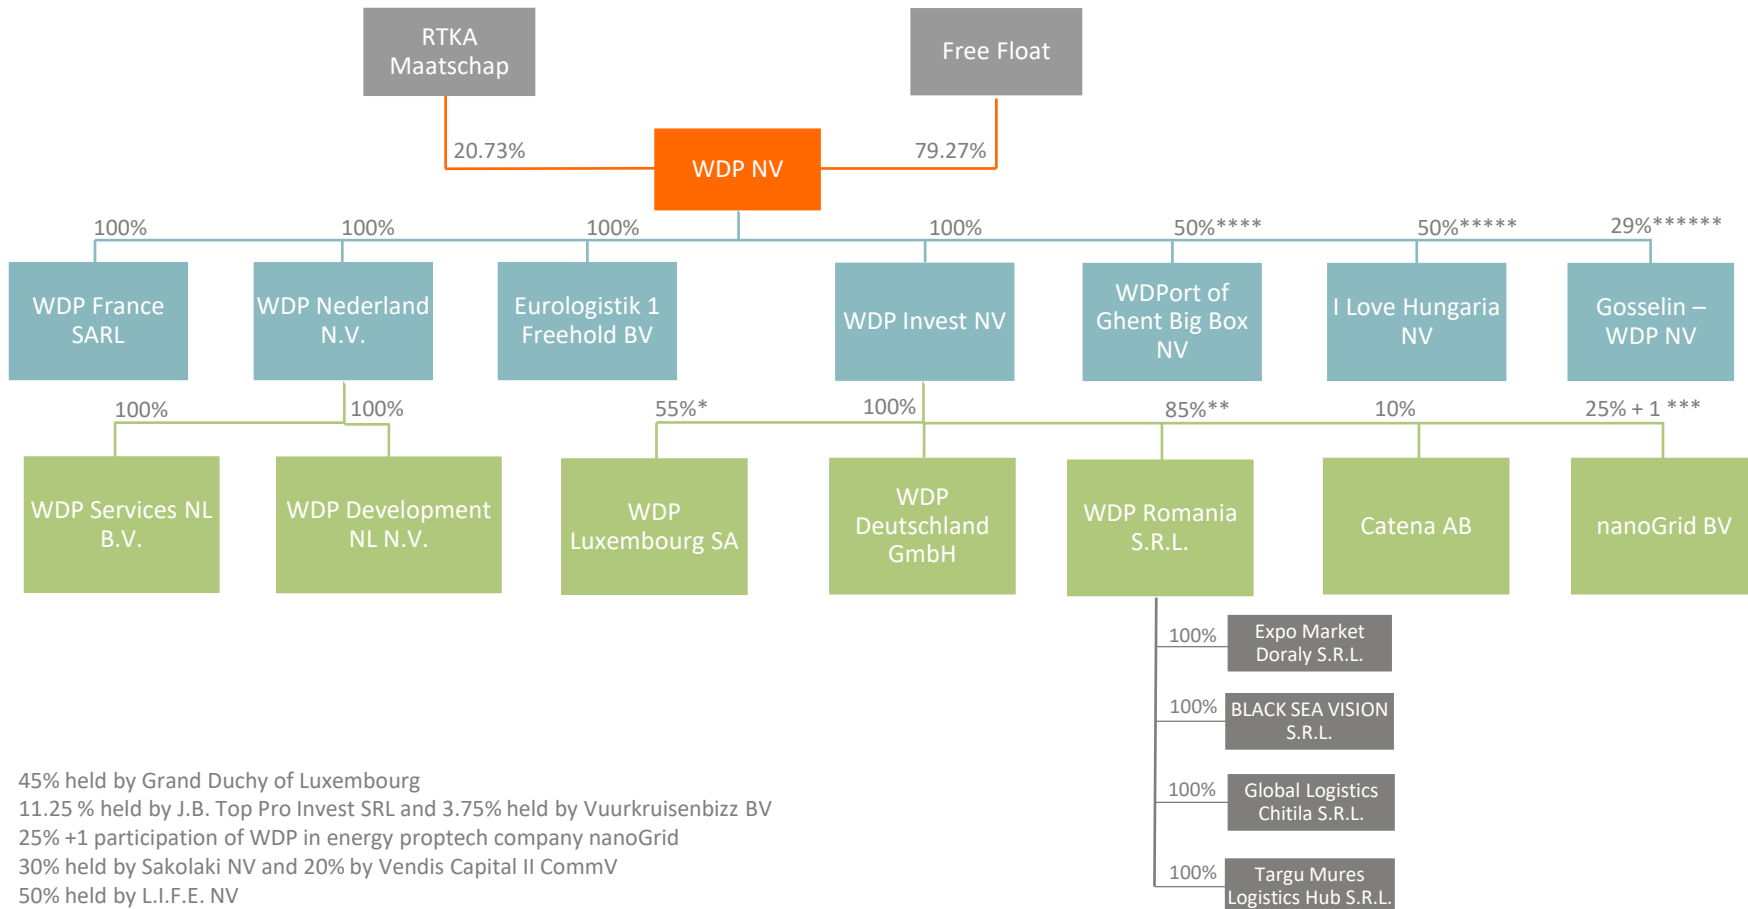 RTKA
Maatschap
Free Float
20.73%
WDP NV
79.27%
100%
100%
100%
100%
50%****
50%*****
29%******
WDP France
SARL
WDP Nederland
N.V.
Eurologistik 1
Freehold BV
WDP Invest NV
WDPort of
Ghent Big Box
NV
I Love Hungaria
NV
Gosselin –
WDP NV
100%
100%
55%*
100%
85%**
10%
25% + 1 ***
WDP Services NL
B.V.
WDP Development
NL N.V.
WDP
Luxembourg SA
WDP
Deutschland
GmbH
WDP Romania
S.R.L.
Catena AB
nanoGrid BV
100%
Expo Market
Doraly S.R.L.
100%
BLACK SEA VISION
S.R.L.
100%
Global Logistics
Chitila S.R.L.
100%
Targu Mures
Logistics Hub S.R.L.
45% held by Grand Duchy of Luxembourg
11.25 % held by J.B. Top Pro Invest SRL and 3.75% held by Vuurkruisenbizz BV
25% +1 participation of WDP in energy proptech company nanoGrid
30% held by Sakolaki NV and 20% by Vendis Capital II CommV
50% held by L.I.F.E. NV